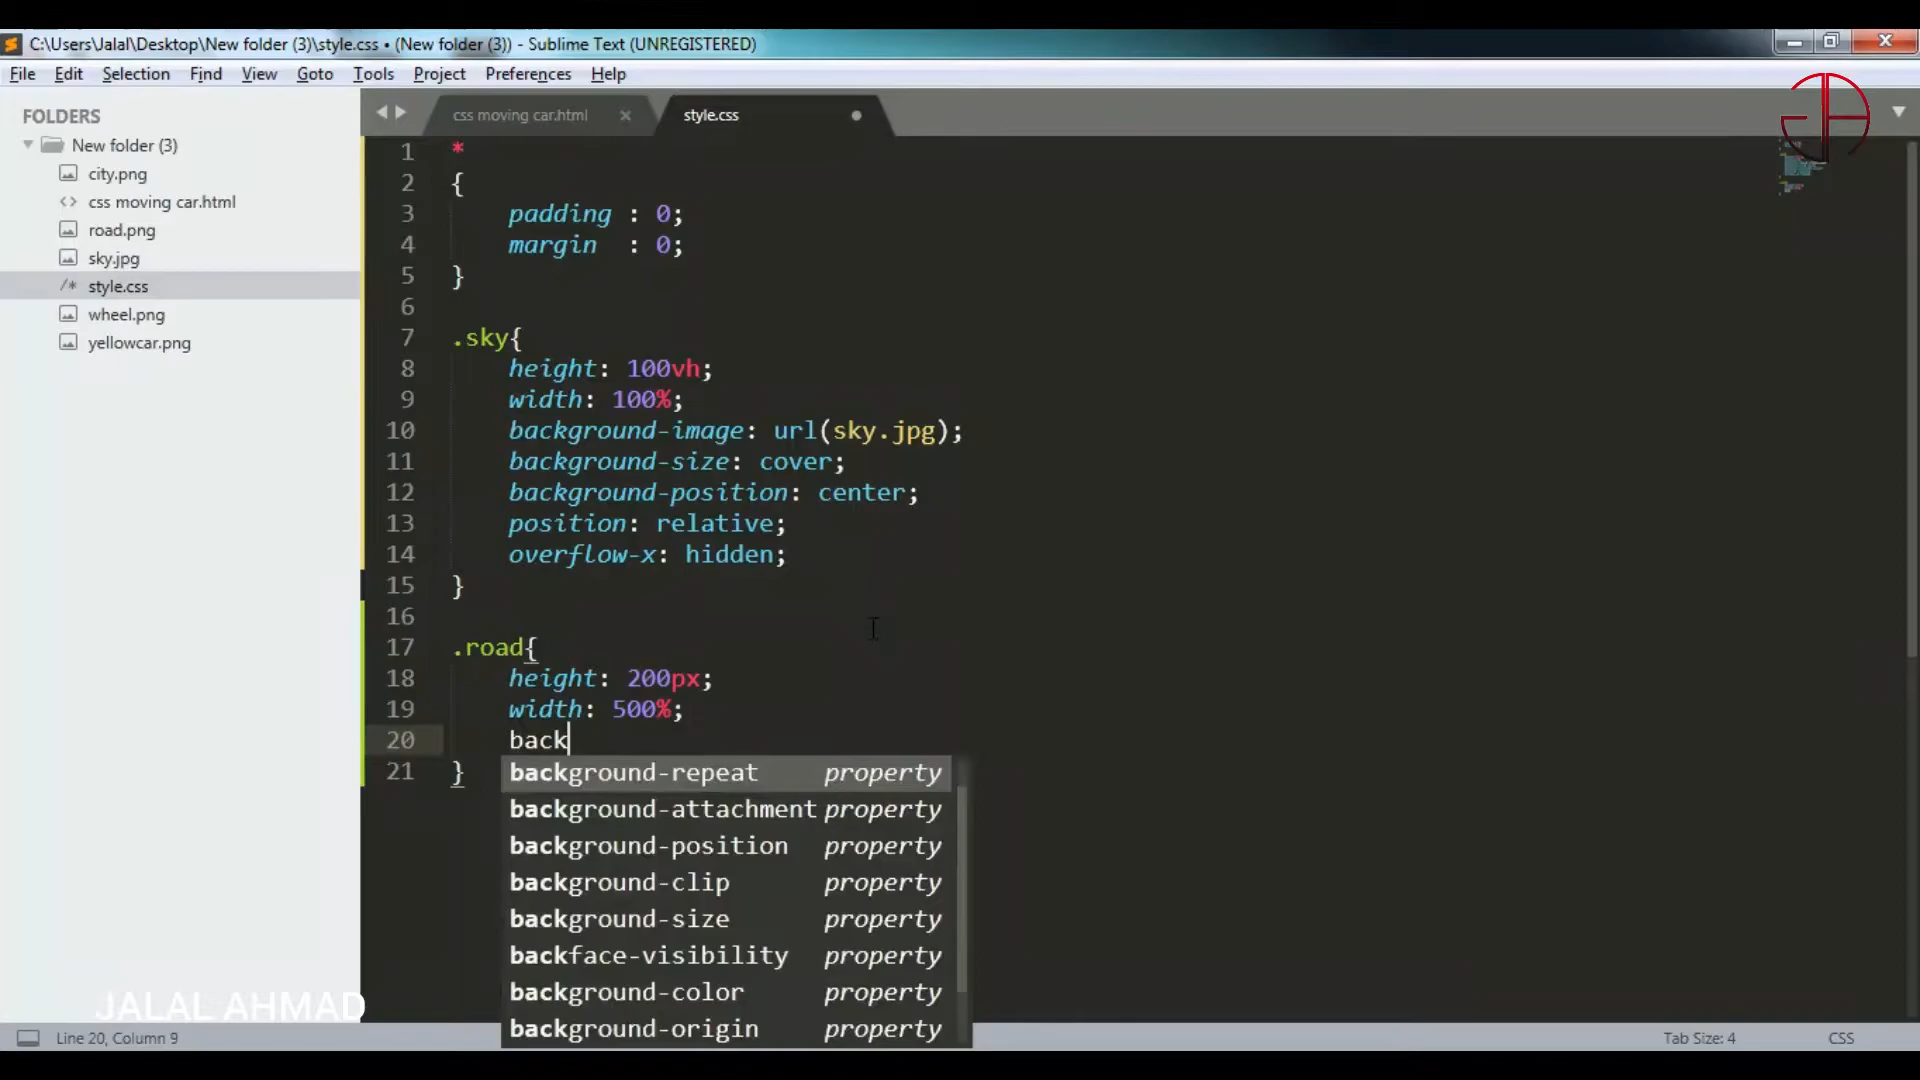 C:\Users\Jalal\Desktop\New folder (3)\style.css • (New folder (3)) - Sublime Text (UNREGISTERED)
File Edit Selection Find View Goto Tools Project Preferences Help
FOLDERS
New folder (3)
city.png
<> css moving car.html
road.png
sky.jpg
/* style.css
wheel.png
yellowcar.png
css moving car.html × style.css
1 *
2 {
3 padding : 0;
4 margin : 0;
5 }
6
7 .sky{
8 height: 100vh;
9 width: 100%;
10 background-image: url(sky.jpg);
11 background-size: cover;
12 background-position: center;
13 position: relative;
14 overflow-x: hidden;
15 }
16
17 .road{
18 height: 200px;
19 width: 500%;
20 back
21 }
background-repeat property
background-attachment property
background-position property
background-clip property
background-size property
backface-visibility property
background-color property
background-origin property
JALAL AHMAD
Line 20, Column 9
Tab Size: 4
CSS